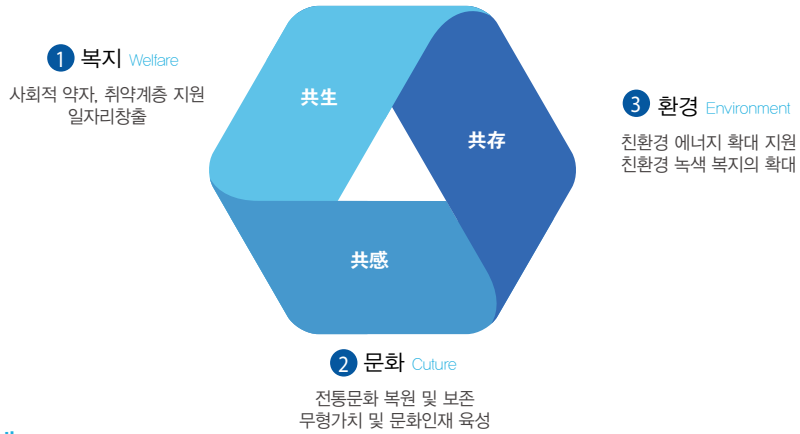 1 복지 Welfare
사회적 약자, 취약계층 지원
일자리창출
共生
共存
3 환경 Environment
친환경 에너지 확대 지원
친환경 녹색 복지의 확대
共感
2 문화 Cuture
전통문화 복원 및 보존
무형가치 및 문화인재 육성